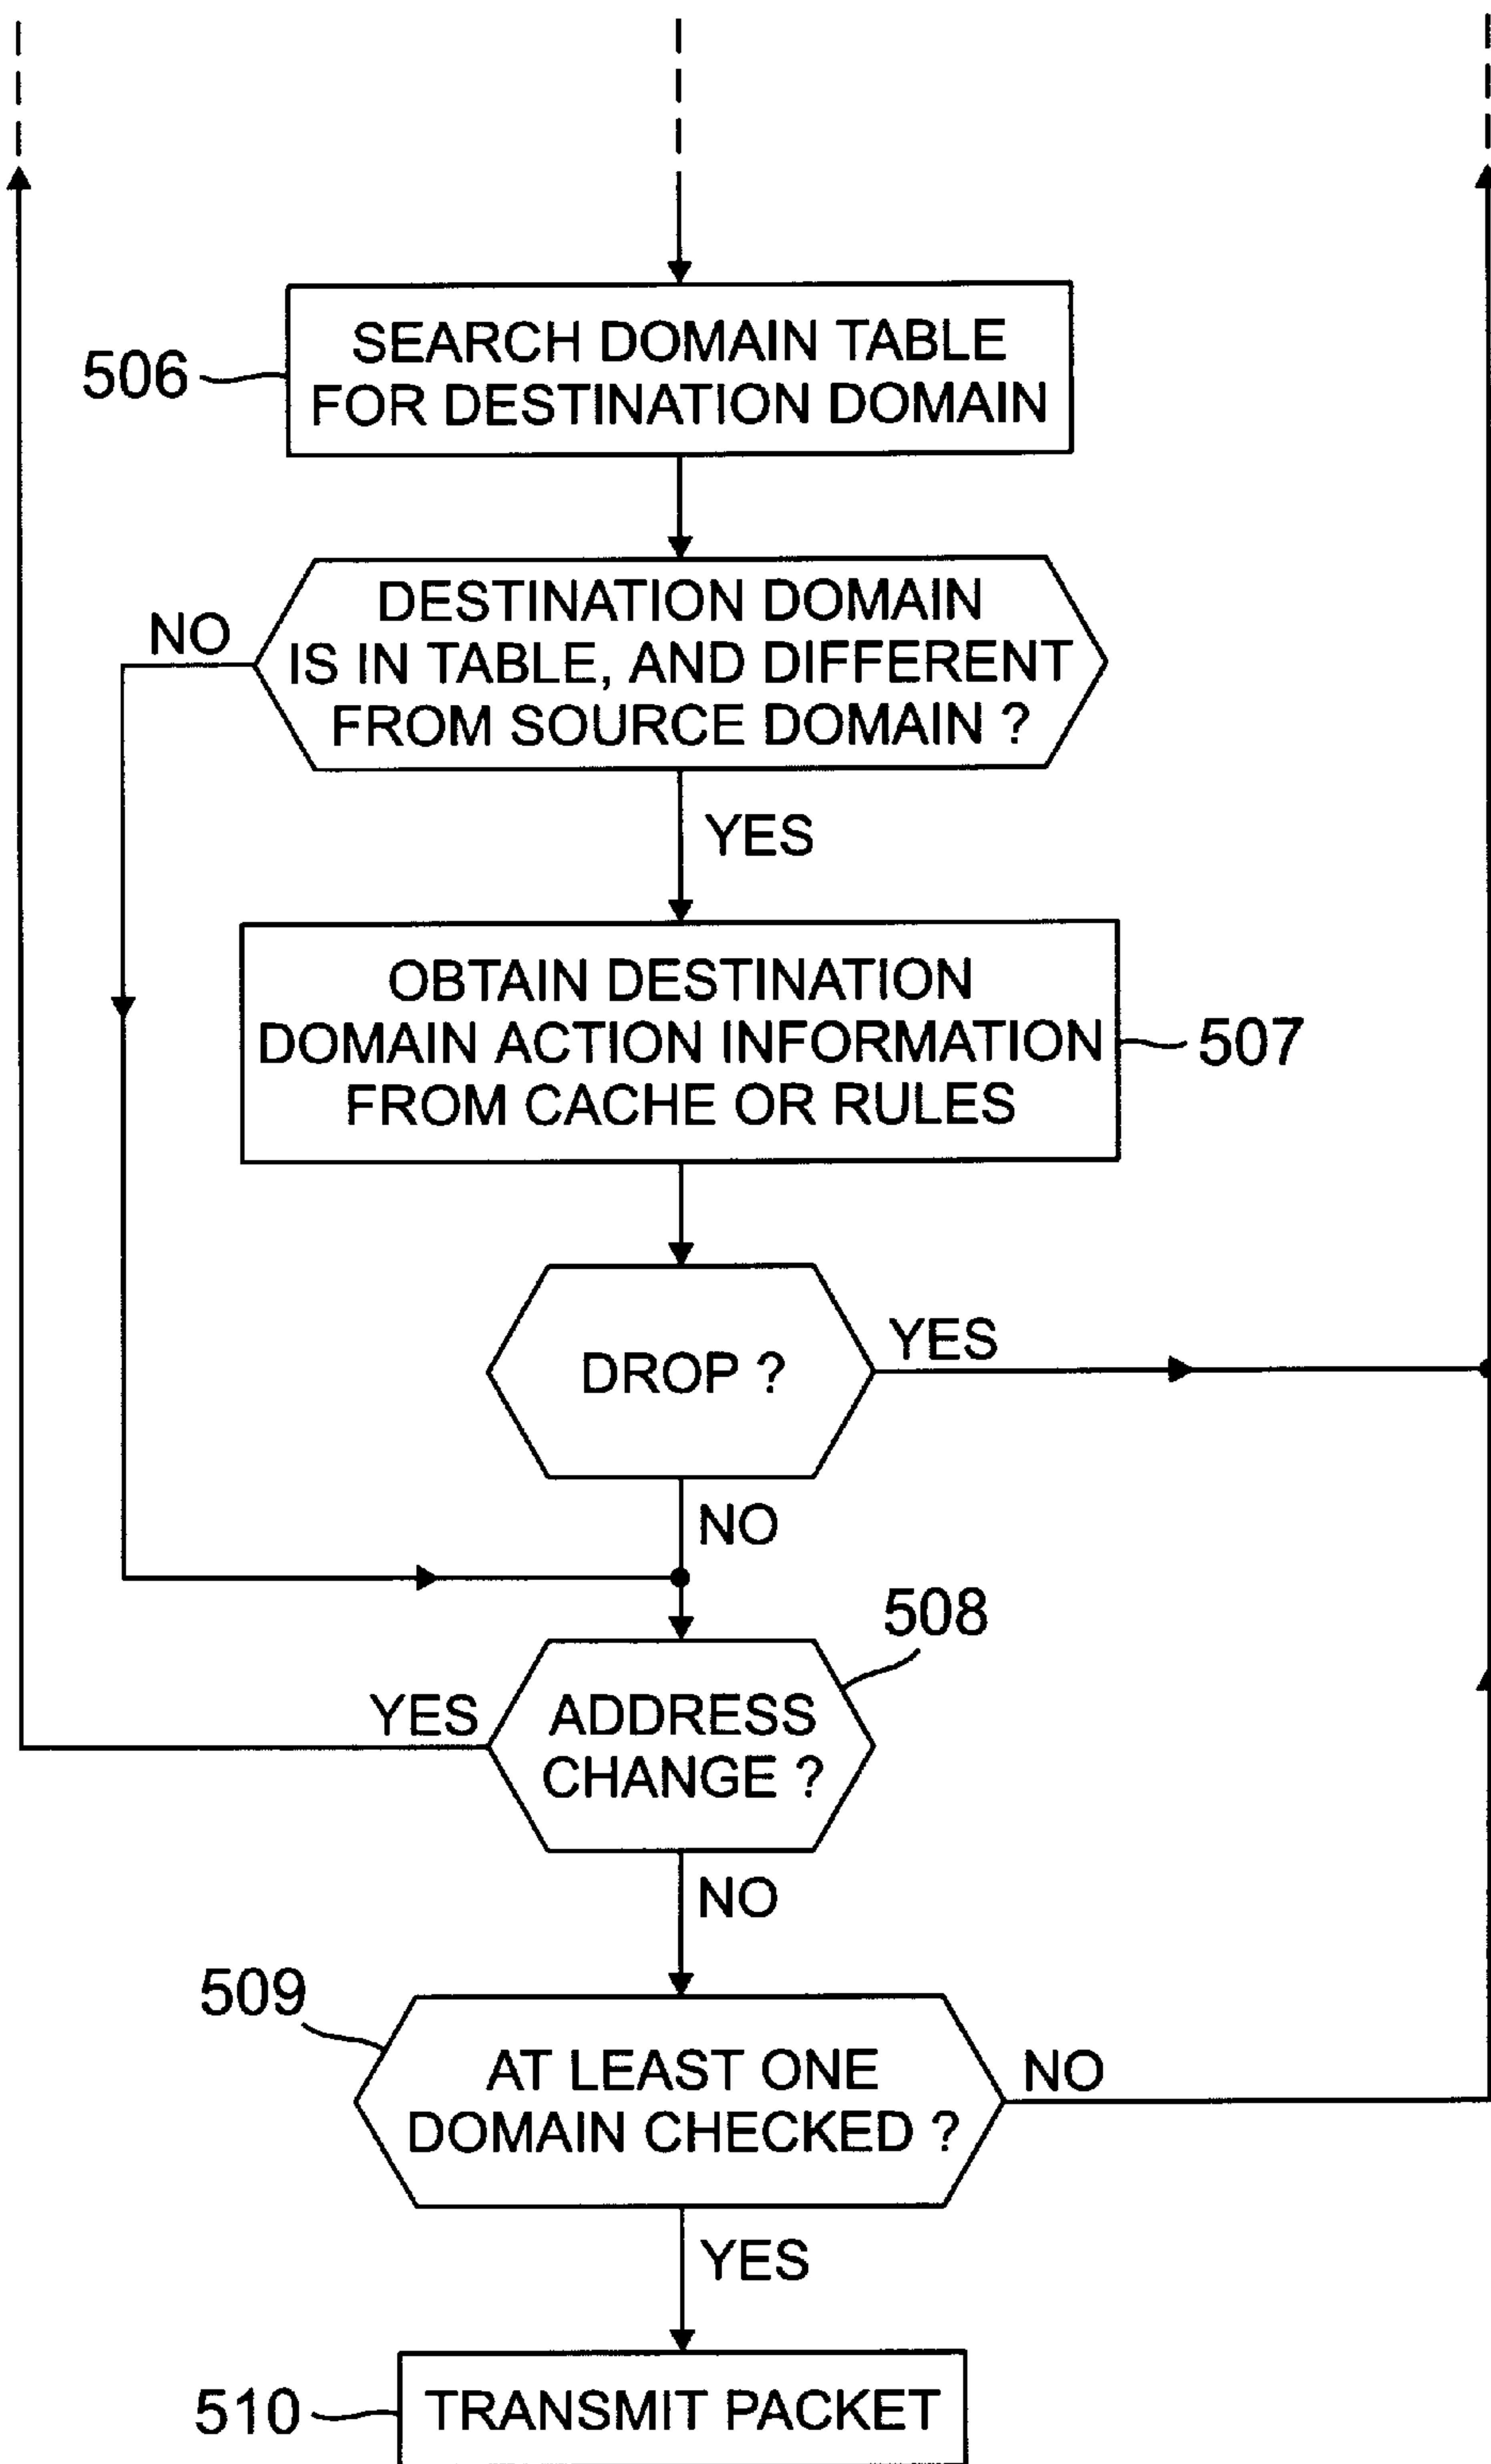 SEARCH DOMAIN TABLE
506
FOR DESTINATION DOMAIN
DESTINATION DOMAIN
NO
IS IN TABLE, AND DIFFERENT
FROM SOURCE DOMAIN ?
YES
OBTAIN DESTINATION
DOMAIN ACTION INFORMATION
507
FROM CACHE OR RULES
YES
DROP ?
NO
508
YES
ADDRESS
CHANGE ?
NO
509
AT LEAST ONE
NO
DOMAIN CHECKED ?
YES
510
TRANSMIT PACKET